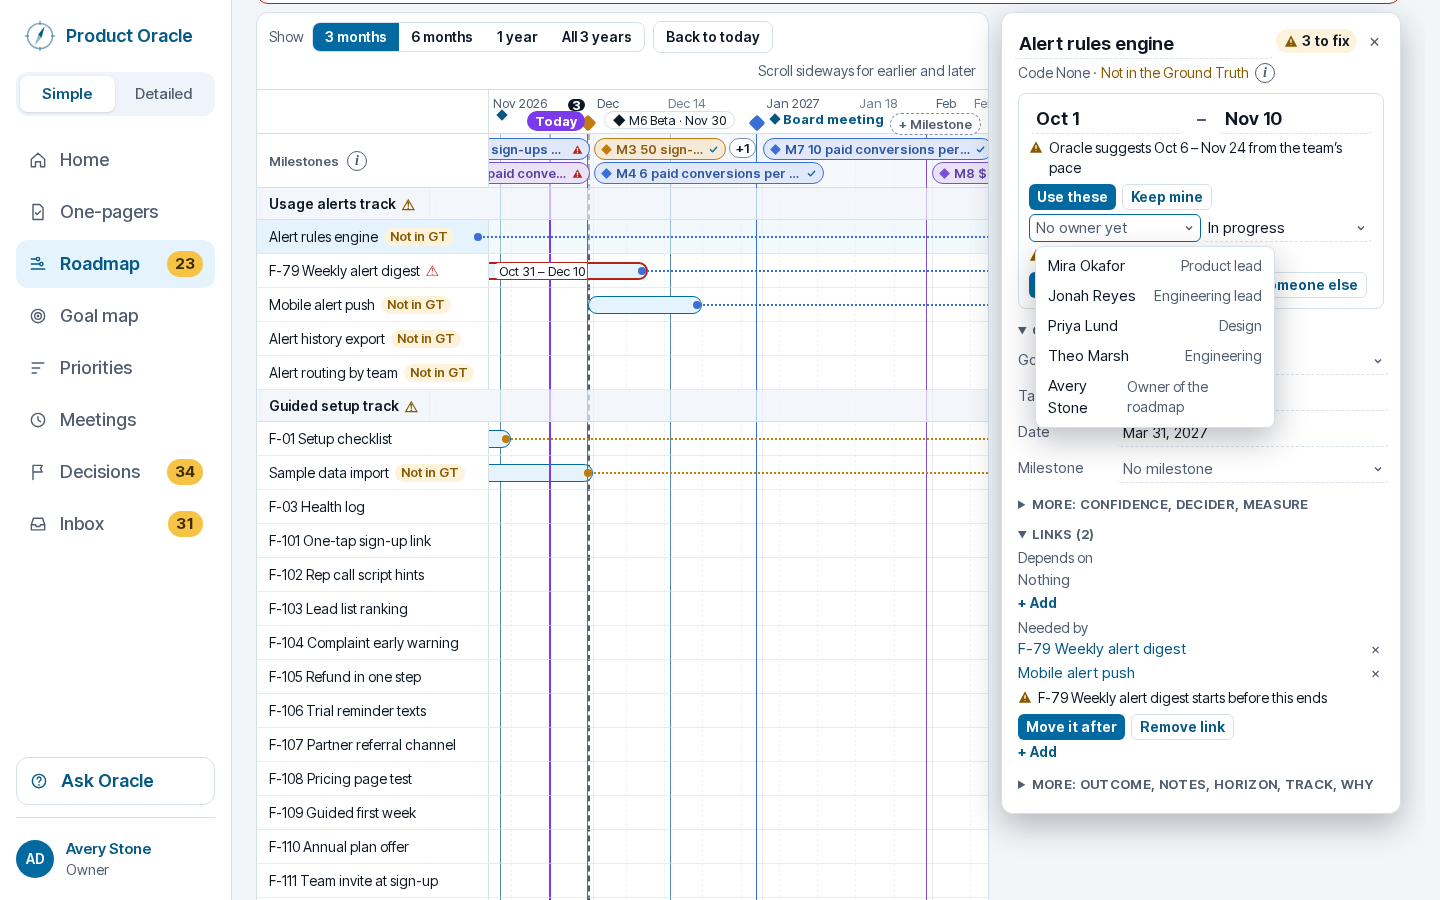 Product Oracle
Simple
Detailed
Home
One-pagers
Roadmap
23
Goal map
Priorities
Meetings
Decisions
34
Inbox
31
Ask Oracle
AD
Avery Stone
Owner
Show
3 months
6 months
1 year
All 3 years
Back to today
Scroll sideways for earlier and later
Nov 2026
3
Dec
Dec 14
Jan 2027
Jan 18
Feb
Today
M6 Beta · Nov 30
Board meeting
+ Milestone
Milestones
sign-ups ...
M3 50 sign-...
+1
M7 10 paid conversions per...
paid conve...
M4 6 paid conversions per ...
M8 $
Usage alerts track
Alert rules engine
Not in GT
F-79 Weekly alert digest
Oct 31 – Dec 10
Mobile alert push
Not in GT
Alert history export
Not in GT
Alert routing by team
Not in GT
Guided setup track
F-01 Setup checklist
Sample data import
Not in GT
F-03 Health log
F-101 One-tap sign-up link
F-102 Rep call script hints
F-103 Lead list ranking
F-104 Complaint early warning
F-105 Refund in one step
F-106 Trial reminder texts
F-107 Partner referral channel
F-108 Pricing page test
F-109 Guided first week
F-110 Annual plan offer
F-111 Team invite at sign-up
Alert rules engine
3 to fix
×
Code None · Not in the Ground Truth
i
Oct 1
–
Nov 10
Oracle suggests Oct 6 – Nov 24 from the team's
pace
Use these
Keep mine
No owner yet
In progress
Mira Okafor
Product lead
Jonah Reyes
Engineering lead
Priya Lund
Design
Theo Marsh
Engineering
Avery
Stone
Owner of the
roadmap
omeone else
Date
Mar 31, 2027
Milestone
No milestone
MORE: CONFIDENCE, DECIDER, MEASURE
LINKS (2)
Depends on
Nothing
+ Add
Needed by
F-79 Weekly alert digest
×
Mobile alert push
×
F-79 Weekly alert digest starts before this ends
Move it after
Remove link
+ Add
MORE: OUTCOME, NOTES, HORIZON, TRACK, WHY